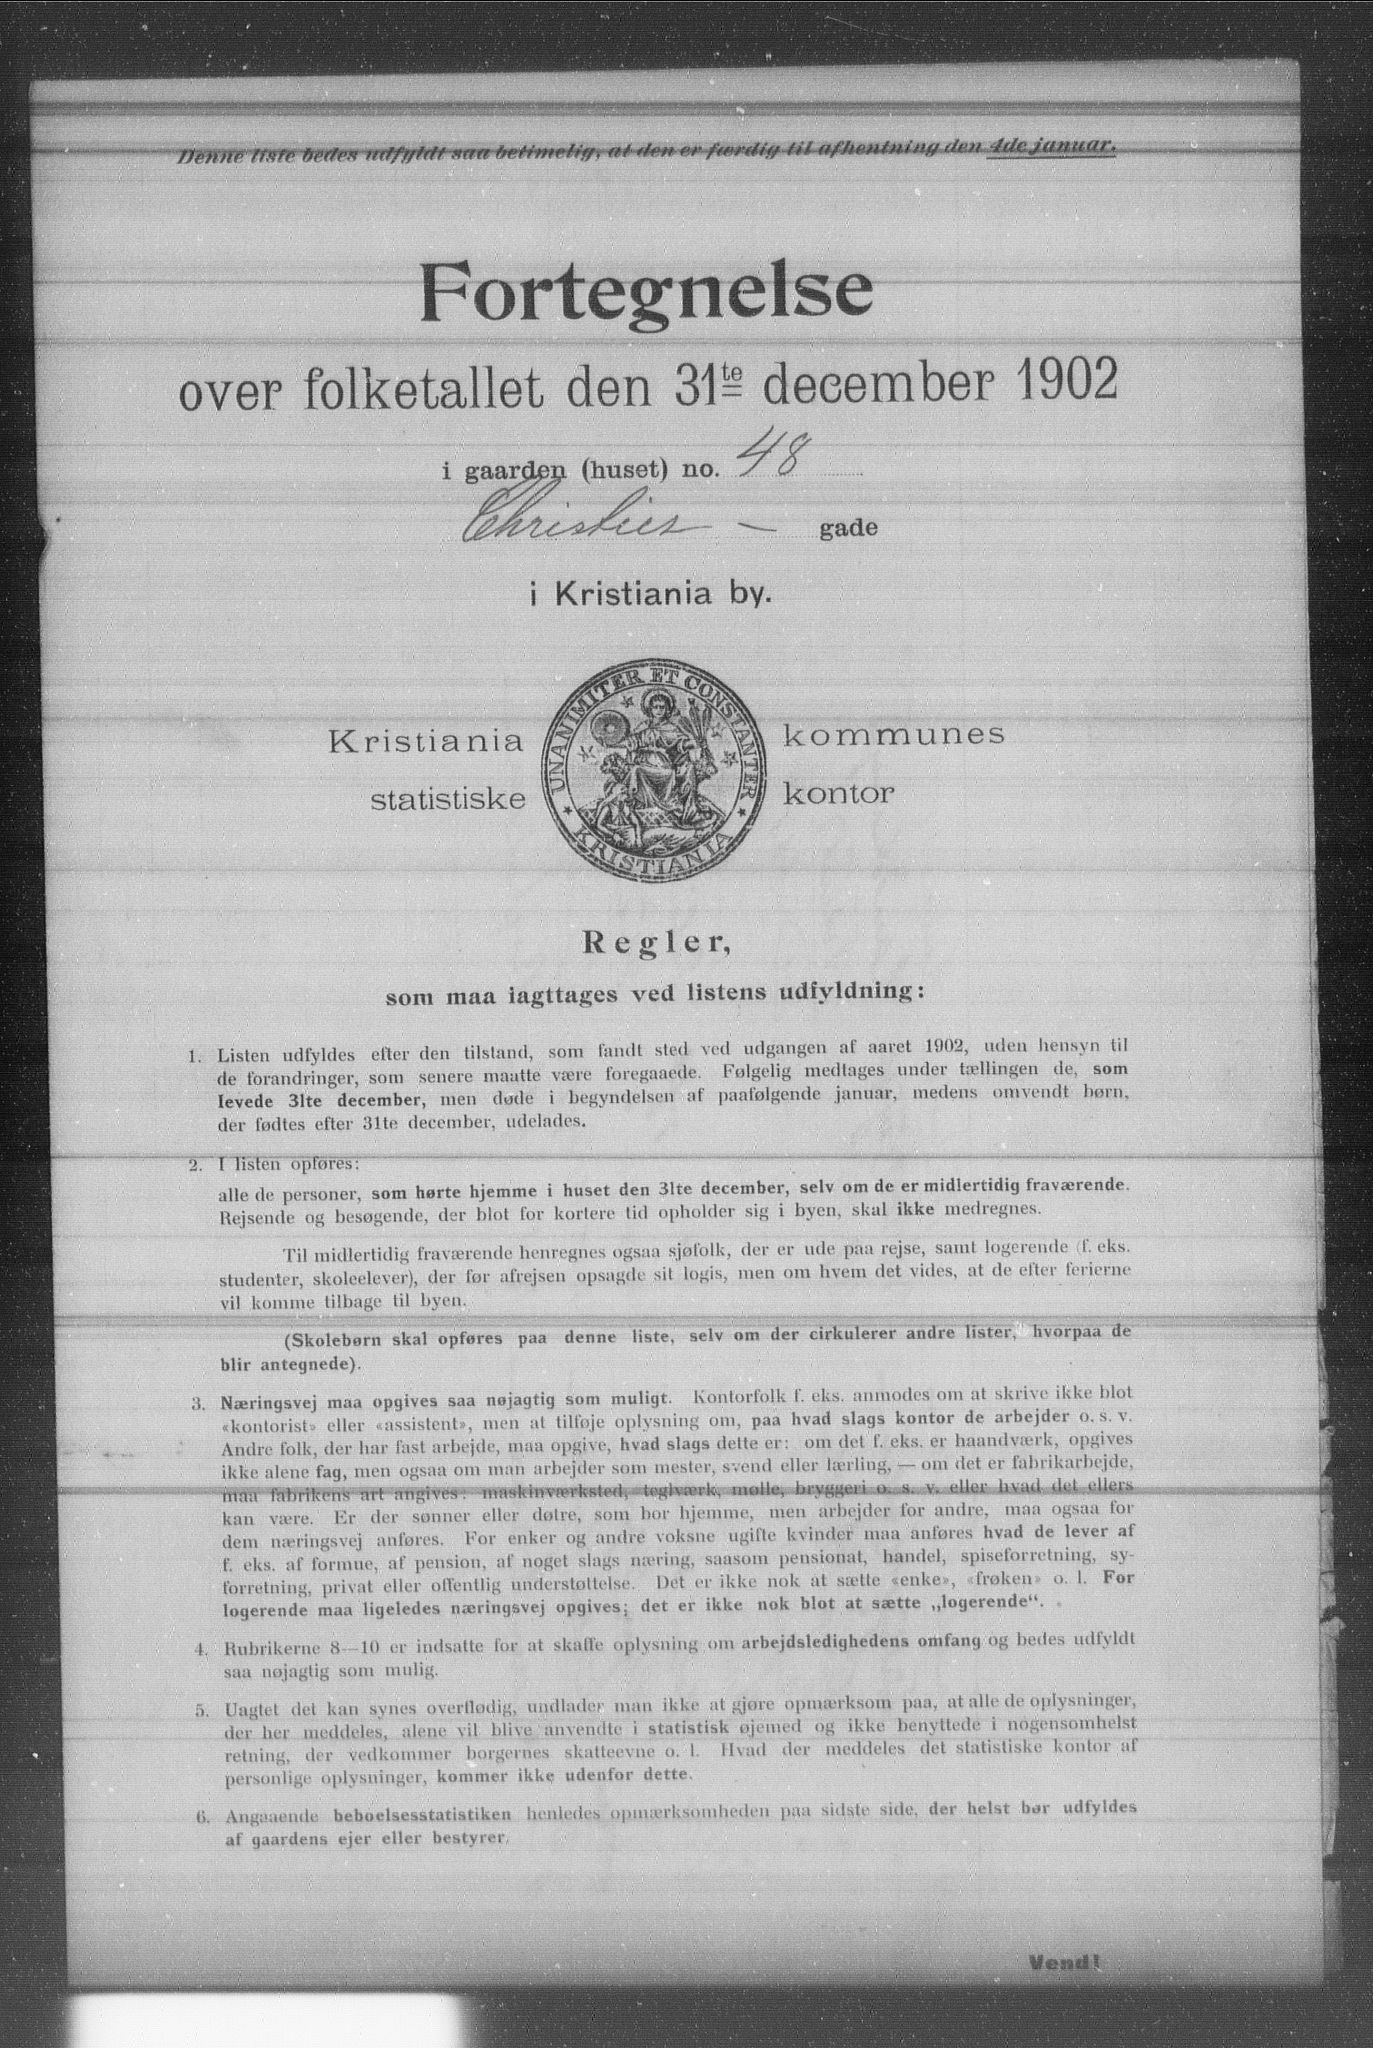 Denne liste bedes udfyldt saa betimelig, at den er færdig til afhentning den 4de januar.
Fortegnelse
over folketallet den 31te december 1902
i gaarden (huset) no. 48
Christies - gade
i Kristiania by.
Kristiania kommunes
statistiske kontor
UNANIMITER ET CONSTANTER
KRISTIANIA
Regler,
som maa iagttages ved listens udfyldning:
1. Listen udfyldes efter den tilstand, som fandt sted ved udgangen af aaret 1902, uden hensyn til
de forandringer, som senere maatte være foregaaede. Følgelig medtages under tællingen de, som
levede 31te december, men døde i begyndelsen af paafølgende januar, medens omvendt børn,
der fødtes efter 31te december, udelades.
2. I listen opføres:
alle de personer, som hørte hjemme i huset den 31te december, selv om de er midlertidig fraværende.
Rejsende og besøgende, der blot for kortere tid opholder sig i byen, skal ikke medregnes.
Til midlertidig fraværende henregnes ogsaa sjøfolk, der er ude paa rejse, samt logerende (f. eks.
studenter, skoleelever), der før afrejsen opsagde sit logis, men om hvem det vides, at de efter ferierne
vil komme tilbage til byen.
(Skolebørn skal opføres paa denne liste, selv om der cirkulerer andre lister, hvorpaa de
blir antegnede).
3. Næringsvej maa opgives saa nøjagtig som muligt. Kontorfolk f. eks. anmodes om at skrive ikke blot
«kontorist» eller «assistent», men at tilføje oplysning om, paa hvad slags kontor de arbejder o. s. v.
Andre folk, der har fast arbejde, maa opgive, hvad slags dette er: om det f. eks. er haandværk, opgives
ikke alene fag, men ogsaa om man arbejder som mester, svend eller lærling, — om det er fabrikarbejde,
maa fabrikens art angives: maskinværksted, teglværk, mølle, bryggeri o. s. v. eller hvad det ellers
kan være. Er der sønner eller døtre, som bor hjemme, men arbejder for andre, maa ogsaa for
dem næringsvej anføres. For enker og andre voksne ugifte kvinder maa anføres hvad de lever af
f. eks. af formue, af pension, af noget slags næring, saasom pensionat, handel, spiseforretning, sy-
forretning, privat eller offentlig understøttelse. Det er ikke nok at sætte «enke», «frøken» o. l. For
logerende maa ligeledes næringsvej opgives; det er ikke nok blot at sætte „logerende“.
4. Rubrikerne 8—10 er indsatte for at skaffe oplysning om arbejdsledighedens omfang og bedes udfyldt
saa nøjagtig som mulig.
5. Uagtet det kan synes overflødig, undlader man ikke at gjøre opmærksom paa, at alle de oplysninger,
der her meddeles, alene vil blive anvendte i statistisk øjemed og ikke benyttede i nogensomhelst
retning, der vedkommer borgernes skatteevne o. l. Hvad der meddeles det statistiske kontor af
personlige oplysninger, kommer ikke udenfor dette.
6. Angaaende beboelsesstatistiken henledes opmærksomheden paa sidste side, der helst bør udfyldes
af gaardens ejer eller bestyrer.
Vend!